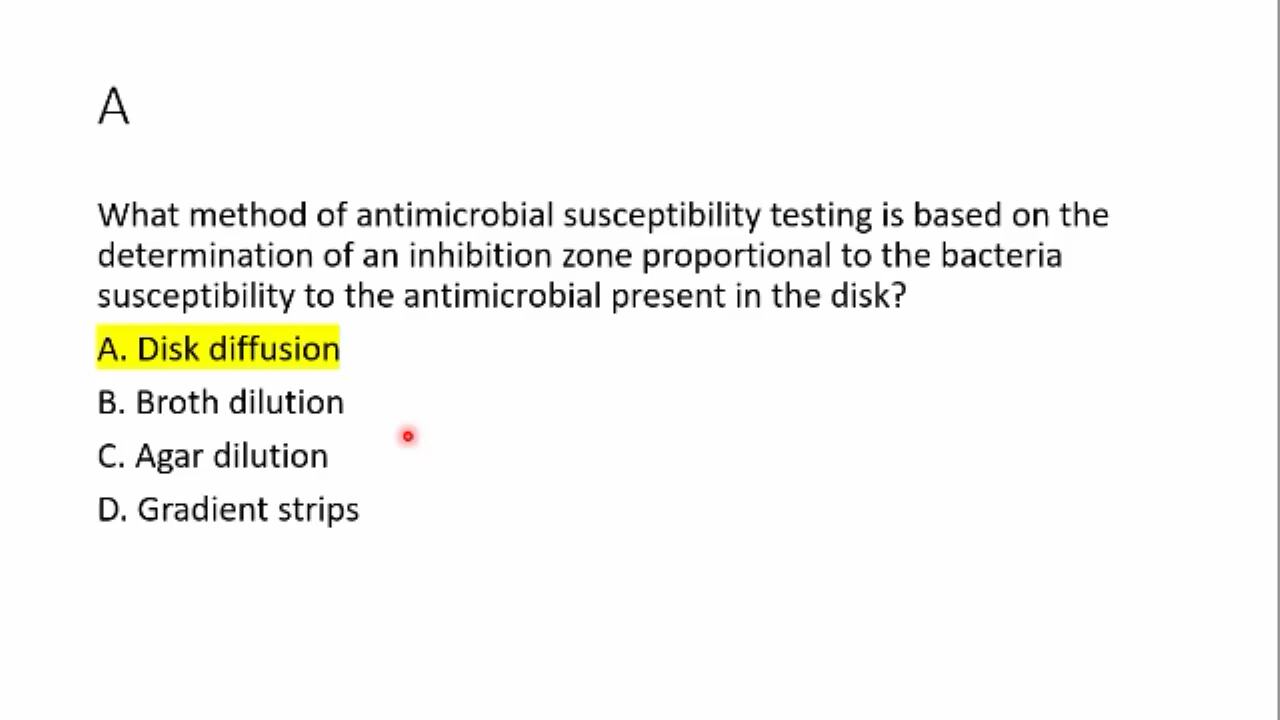 A
What method of antimicrobial susceptibility testing is based on the
determination of an inhibition zone proportional to the bacteria
susceptibility to the antimicrobial present in the disk?
A. Disk diffusion
B. Broth dilution
C. Agar dilution
D. Gradient strips